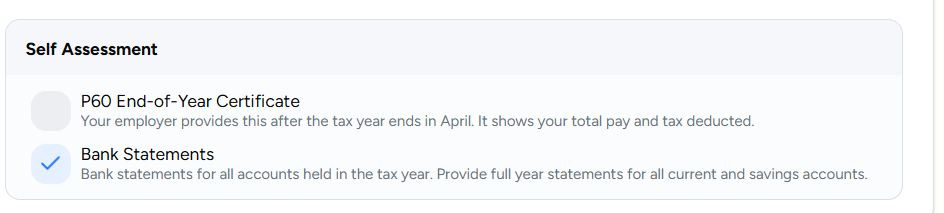 Self Assessment
P60 End-of-Year Certificate
Your employer provides this after the tax year ends in April. It shows your total pay and tax deducted.
Bank Statements
Bank statements for all accounts held in the tax year. Provide full year statements for all current and savings accounts.